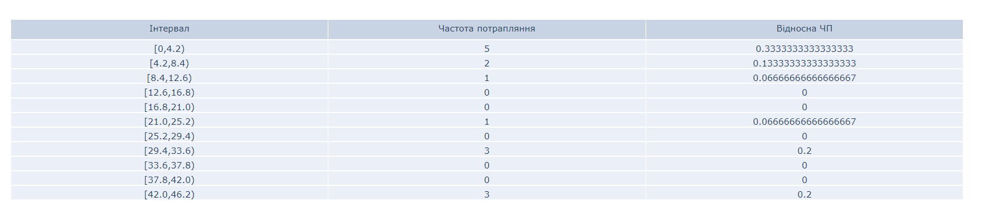 Інтервал Частота потрапляння Відносна ЧП
[0,4.2) 5 0.3333333333333333
[4.2,8.4) 2 0.13333333333333333
[8.4,12.6) 1 0.06666666666666667
[12.6,16.8) 0 0
[16.8,21.0) 0 0
[21.0,25.2) 1 0.06666666666666667
[25.2,29.4) 0 0
[29.4,33.6) 3 0.2
[33.6,37.8) 0 0
[37.8,42.0) 0 0
[42.0,46.2) 3 0.2